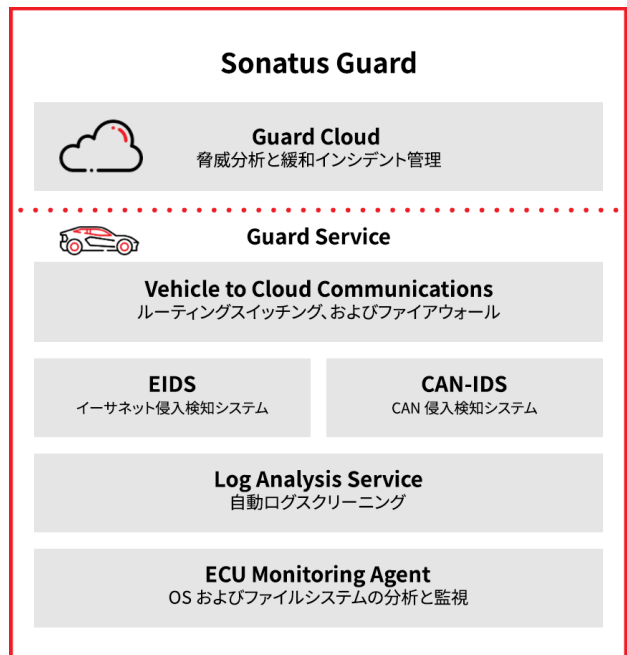 Sonatus Guard
Guard Cloud
脅威分析と緩和インシデント管理
Guard Service
Vehicle to Cloud Communications
ルーティングスイッチング、およびファイアウォール
EIDS
イーサネット侵入検知システム
CAN-IDS
CAN 侵入検知システム
Log Analysis Service
自動ログスクリーニング
ECU Monitoring Agent
OS およびファイルシステムの分析と監視